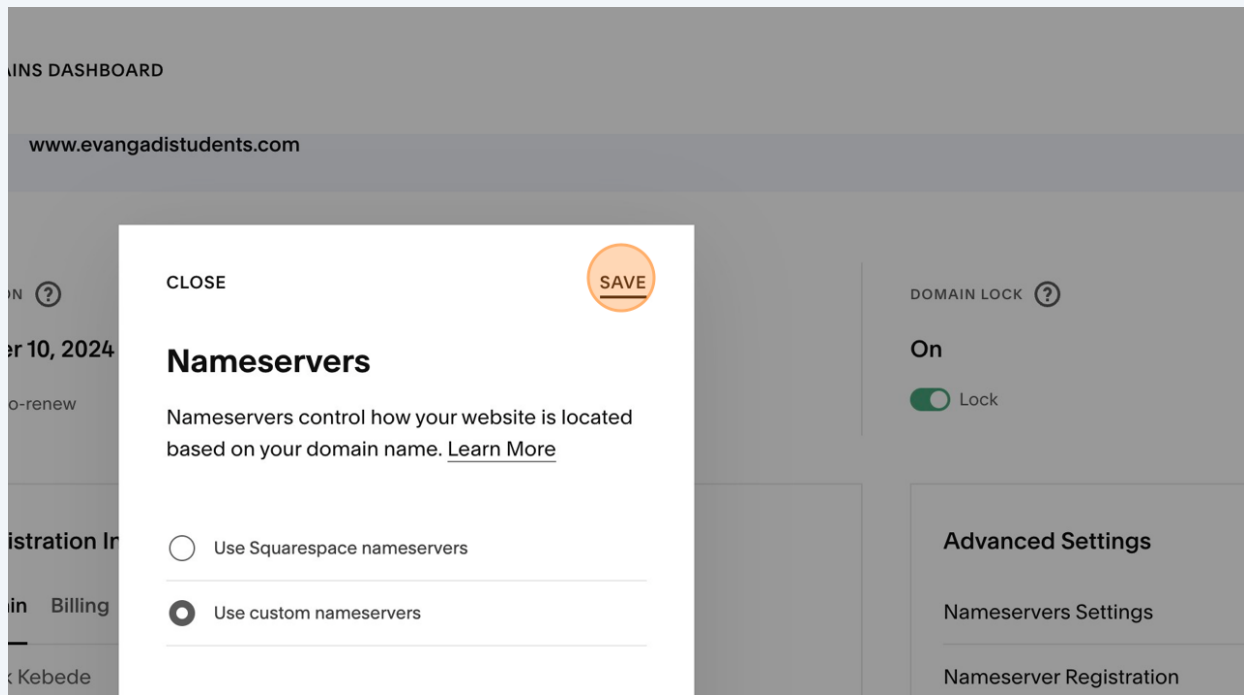 AINS DASHBOARD
www.evangadistudents.com
CLOSE
SAVE
Nameservers
Nameservers control how your website is located
based on your domain name. Learn More
Use Squarespace nameservers
Use custom nameservers
ON ?
er 10, 2024
o-renew
istration In
in Billing
k Kebede
DOMAIN LOCK ?
On
Lock
Advanced Settings
Nameservers Settings
Nameserver Registration